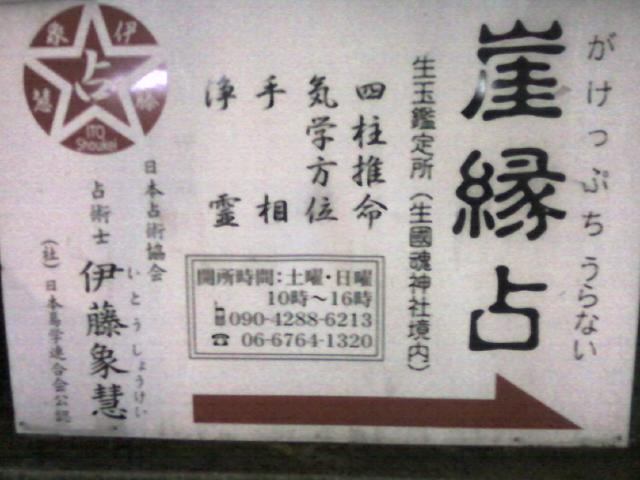 がけっぷち うらない
崖縁占
生玉鑑定所(生國魂神社境内)
四柱推命
気学方位
手相
浄霊
開所時間:土曜・日曜
10時〜16時
090-4288-6213
☎ 06-6764-1320
日本占術協会
占術士 伊藤象慧
いとうしょうけい
(社)日本易学連合会公認
伊
藤
象
慧
占
ITO
Shoukei